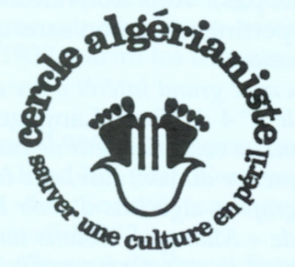 cercle algérianiste
sauver une culture en péril